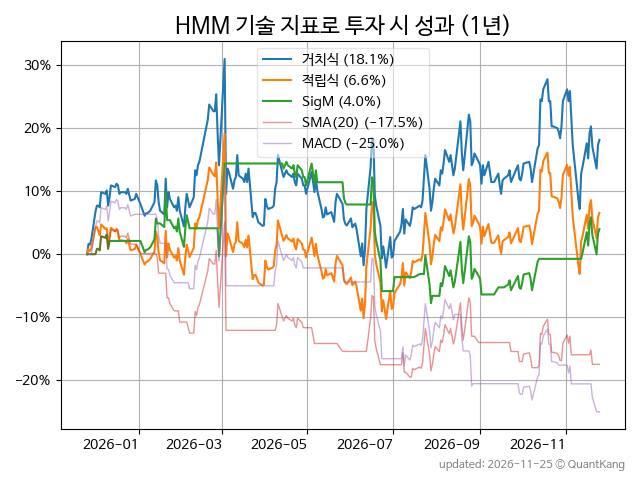 HMM 기술 지표로 투자 시 성과 (1년)
거치식 (18.1%)
적립식 (6.6%)
SigM (4.0%)
SMA(20) (−17.5%)
MACD (−25.0%)
30%
20%
10%
0%
−10%
−20%
2026-01 2026-03 2026-05 2026-07 2026-09 2026-11
updated: 2026-11-25 ⓒ QuantKang